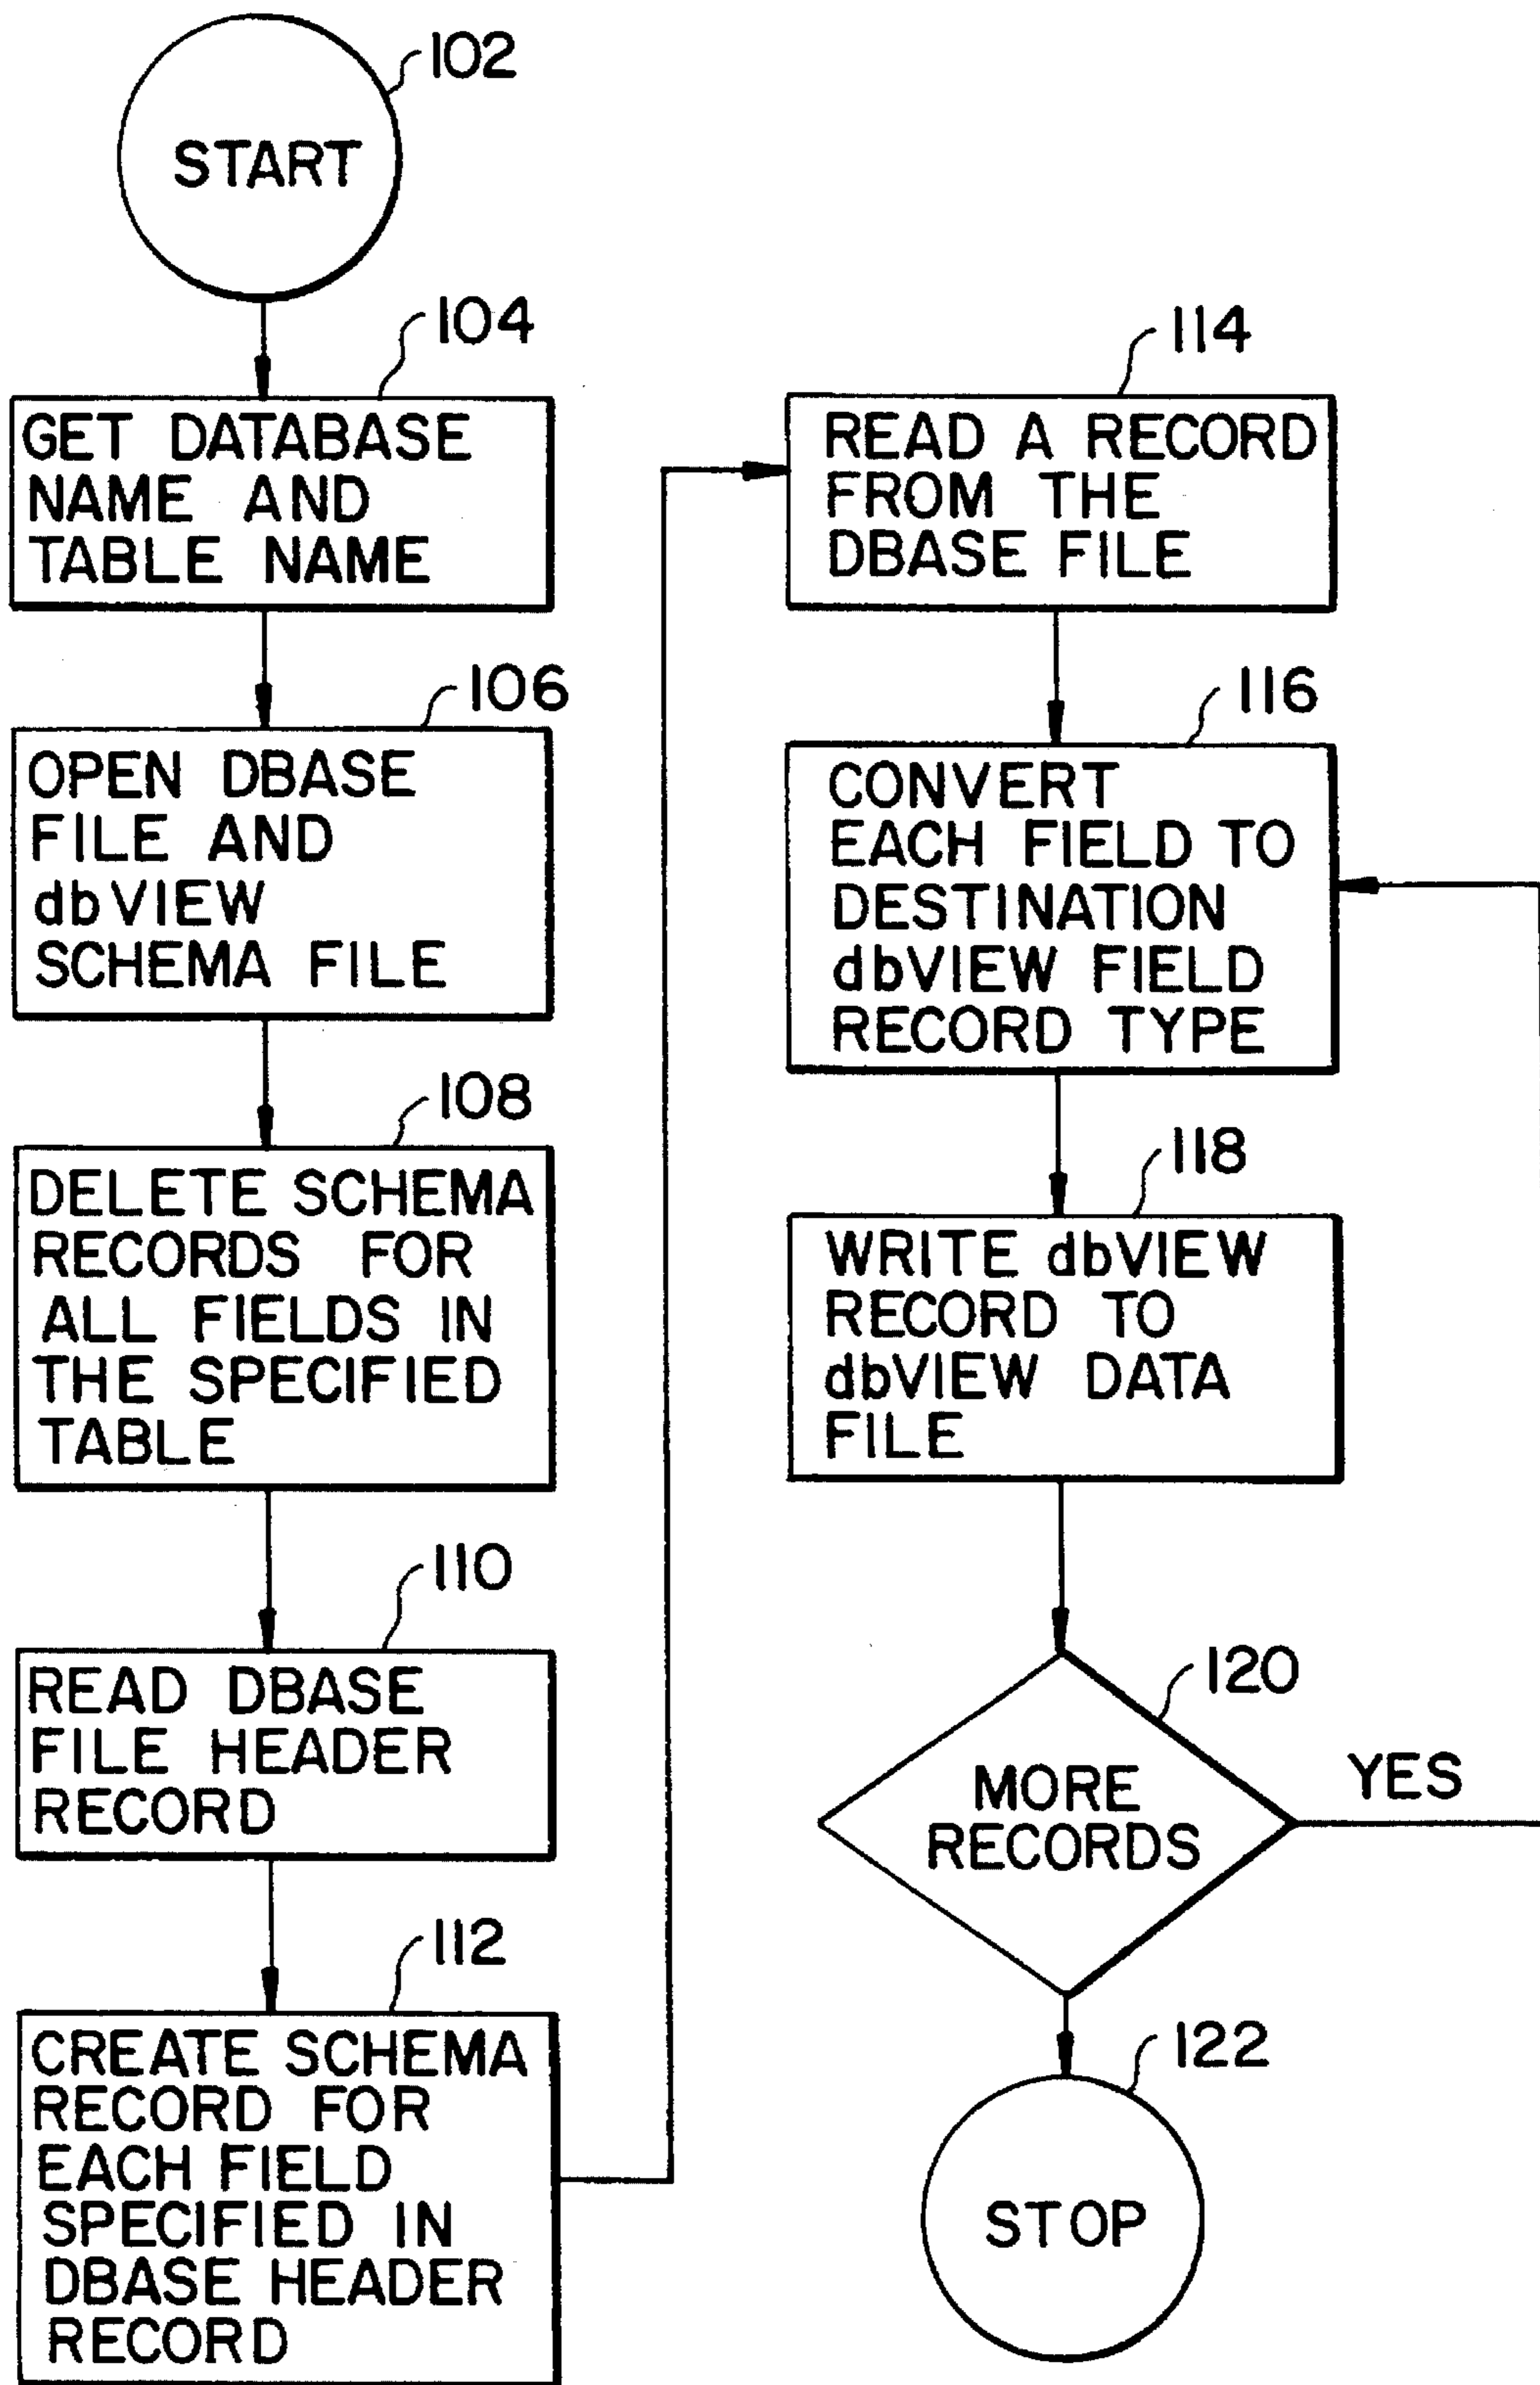 102
START
104
GET DATABASE
NAME AND
TABLE NAME
106
OPEN DBASE
FILE AND
dbVIEW
SCHEMA FILE
108
DELETE SCHEMA
RECORDS FOR
ALL FIELDS IN
THE SPECIFIED
TABLE
110
READ DBASE
FILE HEADER
RECORD
112
CREATE SCHEMA
RECORD FOR
EACH FIELD
SPECIFIED IN
DBASE HEADER
RECORD
114
READ A RECORD
FROM THE
DBASE FILE
116
CONVERT
EACH FIELD TO
DESTINATION
dbVIEW FIELD
RECORD TYPE
118
WRITE dbVIEW
RECORD TO
dbVIEW DATA
FILE
120
MORE
RECORDS
YES
122
STOP